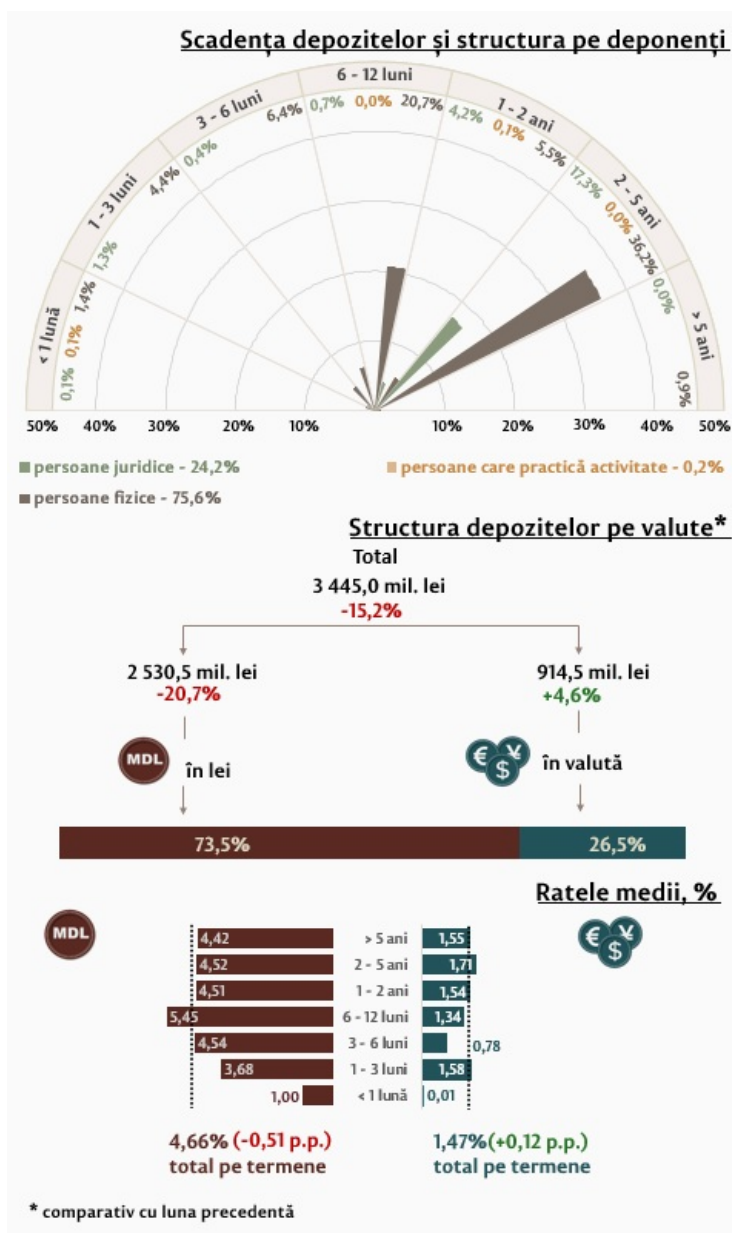 Scadența depozitelor și structura pe deponenți
< 1 lună
1 - 3 luni
3 - 6 luni
6 - 12 luni
1 - 2 ani
2 - 5 ani
> 5 ani
0,1% 0,1% 1,4%
1,3% 4,4%
0,4% 6,4%
0,7% 0,0% 20,7%
4,2% 0,1% 5,5%
17,3% 0,0% 36,2%
0,0% 0,9%
50% 40% 30% 20% 10% 10% 20% 30% 40% 50%
persoane juridice - 24,2%
persoane care practică activitate - 0,2%
persoane fizice - 75,6%
Structura depozitelor pe valute*
Total
3 445,0 mil. lei
-15,2%
2 530,5 mil. lei 914,5 mil. lei
-20,7% +4,6%
MDL în lei € ¥ $ în valută
73,5% 26,5%
Ratele medii, %
MDL € ¥ $
4,42 > 5 ani 1,55
4,52 2 - 5 ani 1,71
4,51 1 - 2 ani 1,54
5,45 6 - 12 luni 1,34
4,54 3 - 6 luni 0,78
3,68 1 - 3 luni 1,58
1,00 < 1 lună 0,01
4,66% (-0,51 p.p.) 1,47%(+0,12 p.p.)
total pe termene total pe termene
* comparativ cu luna precedentă